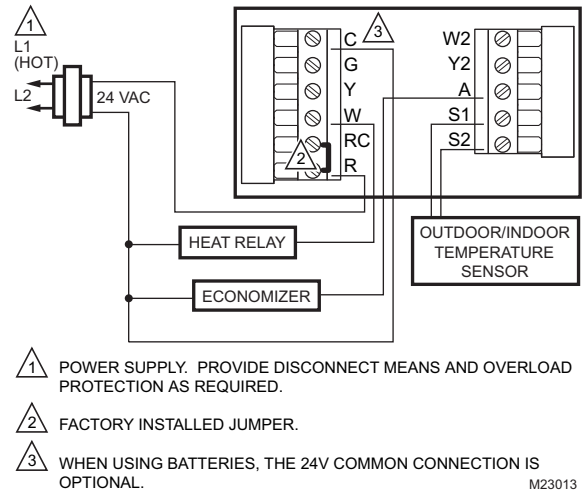 1
L1
(HOT)
L2
24 VAC
C
G
Y
W
RC
R
3
2
W2
Y2
A
S1
S2
HEAT RELAY
ECONOMIZER
OUTDOOR/INDOOR
TEMPERATURE
SENSOR
1 POWER SUPPLY. PROVIDE DISCONNECT MEANS AND OVERLOAD
PROTECTION AS REQUIRED.
2 FACTORY INSTALLED JUMPER.
3 WHEN USING BATTERIES, THE 24V COMMON CONNECTION IS
OPTIONAL.
M23013